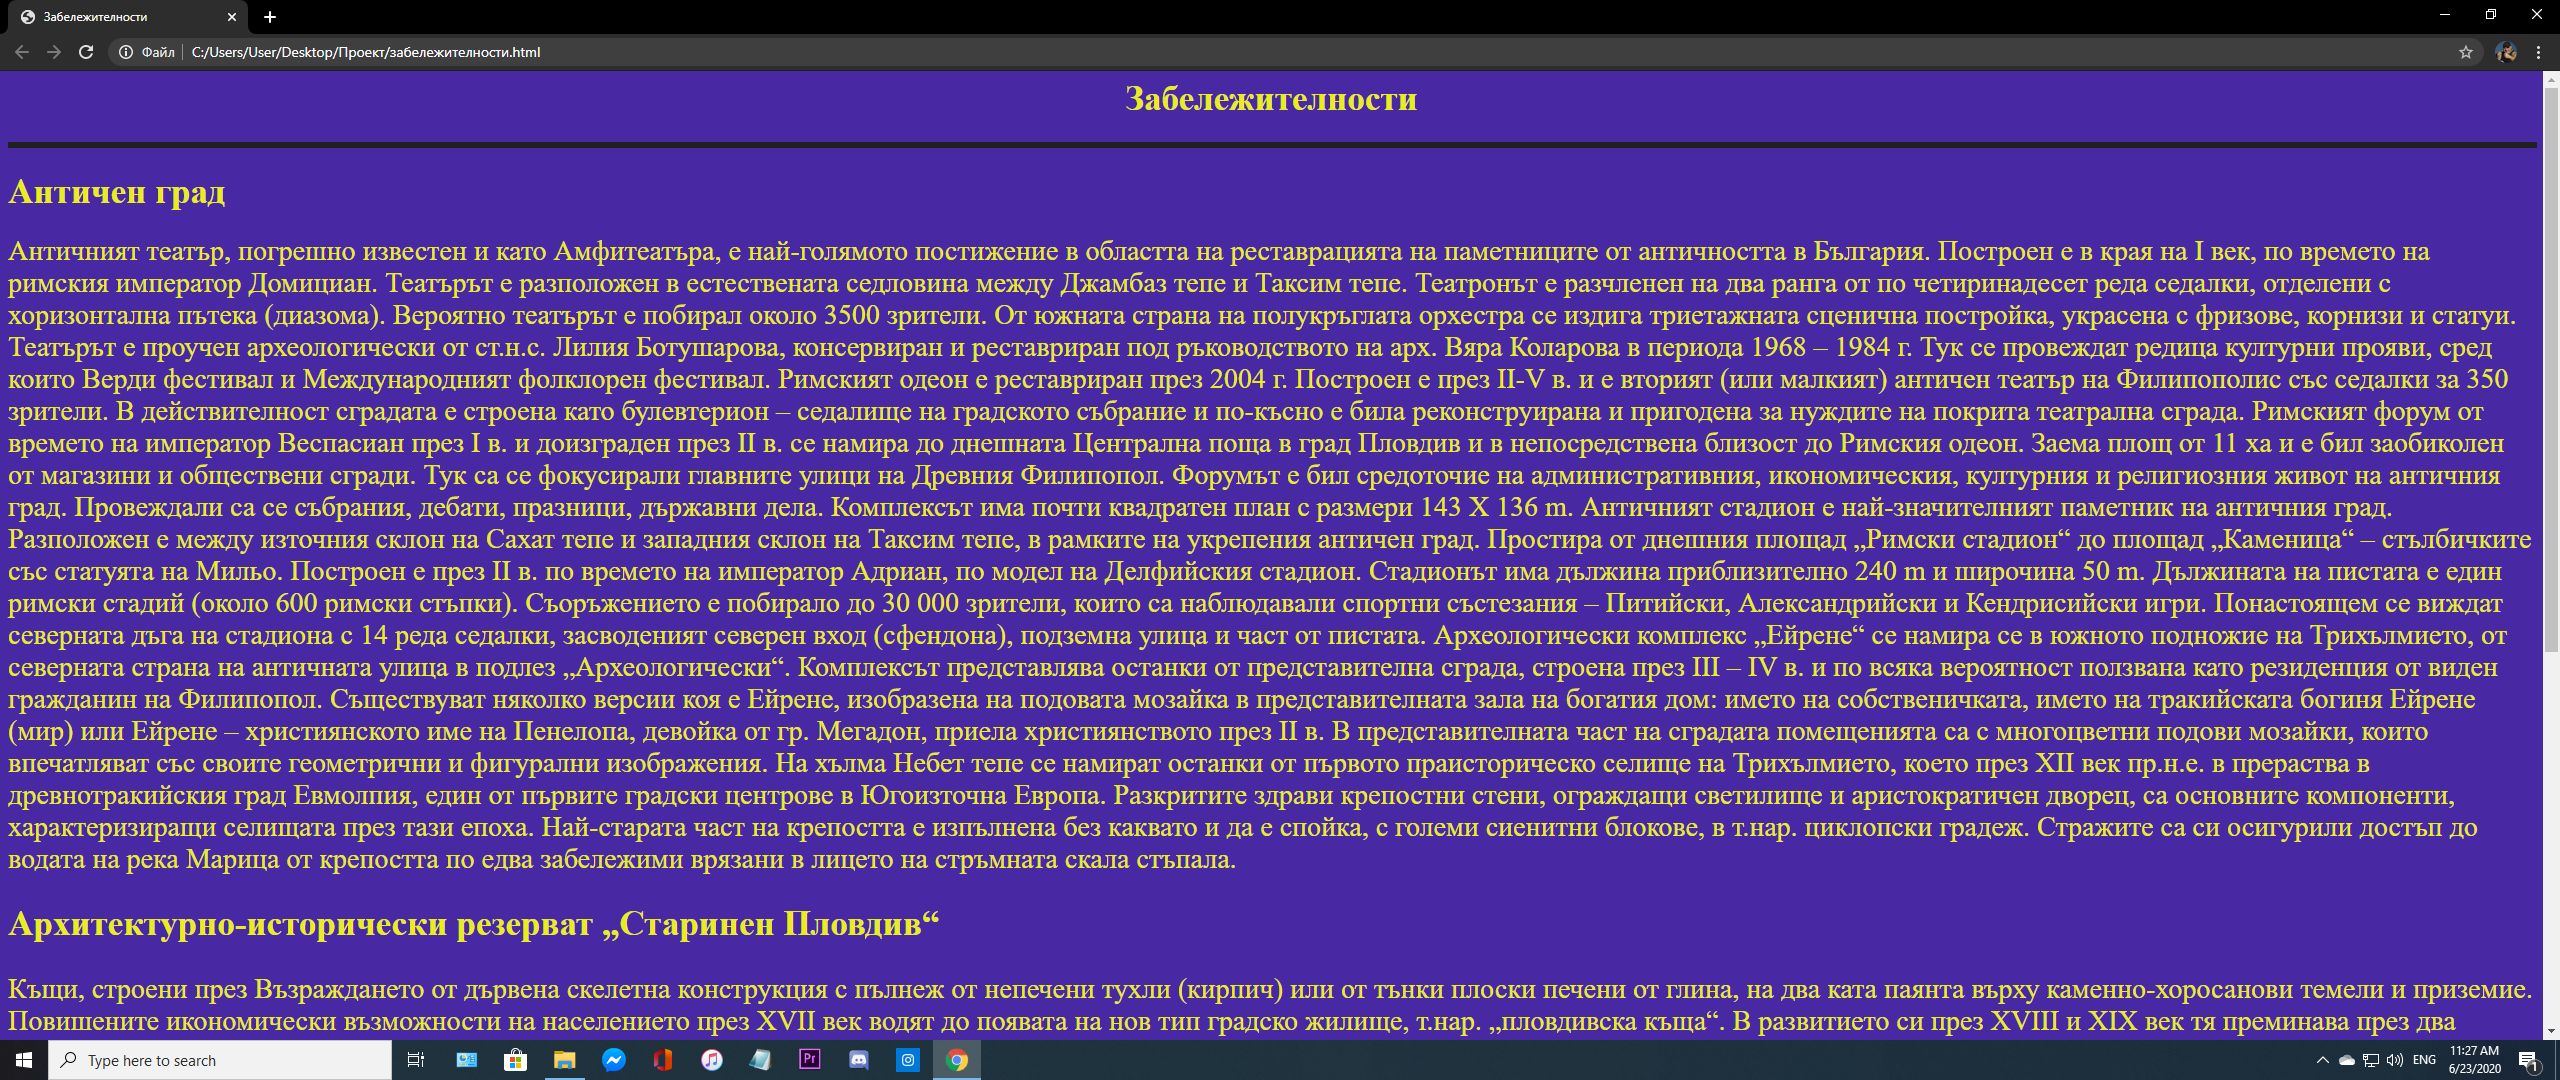 Забележителности
Файл
C:/Users/User/Desktop/Проект/забележителности.html
Забележителности
Античен град
Античният театър, погрешно известен и като Амфитеатъра, е най-голямото постижение в областта на реставрацията на паметниците от античността в България. Построен е в края на I век, по времето на
римския император Домициан. Театърът е разположен в естествената седловина между Джамбаз тепе и Таксим тепе. Театронът е разчленен на два ранга от по четиринадесет реда седалки, отделени с
хоризонтална пътека (диазома). Вероятно театърът е побирал около 3500 зрители. От южната страна на полукръглата орхестра се издига триетажната сценична постройка, украсена с фризове, корнизи и статуи.
Театърът е проучен археологически от ст.н.с. Лилия Ботушарова, консервиран и реставриран под ръководството на арх. Вяра Коларова в периода 1968 – 1984 г. Тук се провеждат редица културни прояви, сред
които Верди фестивал и Международният фолклорен фестивал. Римският одеон е реставриран през 2004 г. Построен е през II-V в. и е вторият (или малкият) античен театър на Филипополис със седалки за 350
зрители. В действителност сградата е строена като булевтерион – седалище на градското събрание и по-късно е била реконструирана и пригодена за нуждите на покрита театрална сграда. Римският форум от
времето на император Веспасиан през I в. и доизграден през II в. се намира до днешната Централна поща в град Пловдив и в непосредствена близост до Римския одеон. Заема площ от 11 ха и е бил заобиколен
от магазини и обществени сгради. Тук са се фокусирали главните улици на Древния Филипопол. Форумът е бил средоточие на административния, икономическия, културния и религиозния живот на античния
град. Провеждали са се събрания, дебати, празници, държавни дела. Комплексът има почти квадратен план с размери 143 X 136 m. Античният стадион е най-значителният паметник на античния град.
Разположен е между източния склон на Сахат тепе и западния склон на Таксим тепе, в рамките на укрепения античен град. Простира от днешния площад „Римски стадион“ до площад „Каменица“ – стълбичките
със статуята на Мильо. Построен е през II в. по времето на император Адриан, по модел на Делфийския стадион. Стадионът има дължина приблизително 240 m и широчина 50 m. Дължината на пистата е един
римски стадий (около 600 римски стъпки). Съоръжението е побирало до 30 000 зрители, които са наблюдавали спортни състезания – Питийски, Александрийски и Кендрисийски игри. Понастоящем се виждат
северната дъга на стадиона с 14 реда седалки, засводеният северен вход (сфендона), подземна улица и част от пистата. Археологически комплекс „Ейрене“ се намира се в южното подножие на Трихълмието, от
северната страна на античната улица в подлез „Археологически“. Комплексът представлява останки от представителна сграда, строена през III – IV в. и по всяка вероятност ползвана като резиденция от виден
гражданин на Филипопол. Съществуват няколко версии коя е Ейрене, изобразена на подовата мозайка в представителната зала на богатия дом: името на собственичката, името на тракийската богиня Ейрене
(мир) или Ейрене – християнското име на Пенелопа, девойка от гр. Мегадон, приела християнството през II в. В представителната част на сградата помещенията са с многоцветни подови мозайки, които
впечатляват със своите геометрични и фигурални изображения. На хълма Небет тепе се намират останки от първото праисторическо селище на Трихълмието, което през XII век пр.н.е. в прераства в
древнотракийския град Евмолпия, един от първите градски центрове в Югоизточна Европа. Разкритите здрави крепостни стени, ограждащи светилище и аристократичен дворец, са основните компоненти,
характеризиращи селищата през тази епоха. Най-старата част на крепостта е изпълнена без каквато и да е спойка, с големи сиенитни блокове, в т.нар. циклопски градеж. Стражите са си осигурили достъп до
водата на река Марица от крепостта по едва забележими врязани в лицето на стръмната скала стъпала.
Архитектурно-исторически резерват „Старинен Пловдив“
Къщи, строени през Възраждането от дървена скелетна конструкция с пълнеж от непечени тухли (кирпич) или от тънки плоски печени от глина, на два ката паянта върху каменно-хоросанови темели и приземие.
Повишените икономически възможности на населението през XVII век водят до появата на нов тип градско жилище, т.нар. „пловдивска къща“. В развитието си през XVIII и XIX век тя преминава през два
Type here to search
Pr
ENG
11:27 AM
6/23/2020
1